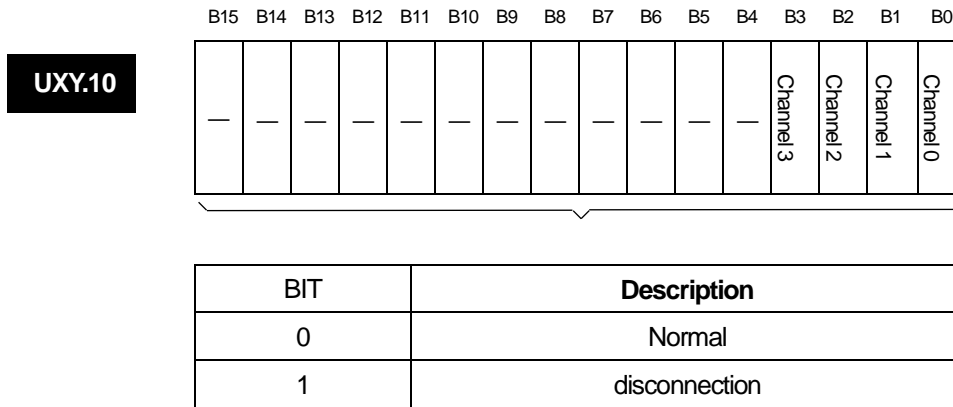 B15 B14 B13 B12 B11 B10 B9 B8 B7 B6 B5 B4 B3 B2 B1 B0
UXY.10
— — — — — — — — — — — — Channel 3 Channel 2 Channel 1 Channel 0
BIT Description
0 Normal
1 disconnection